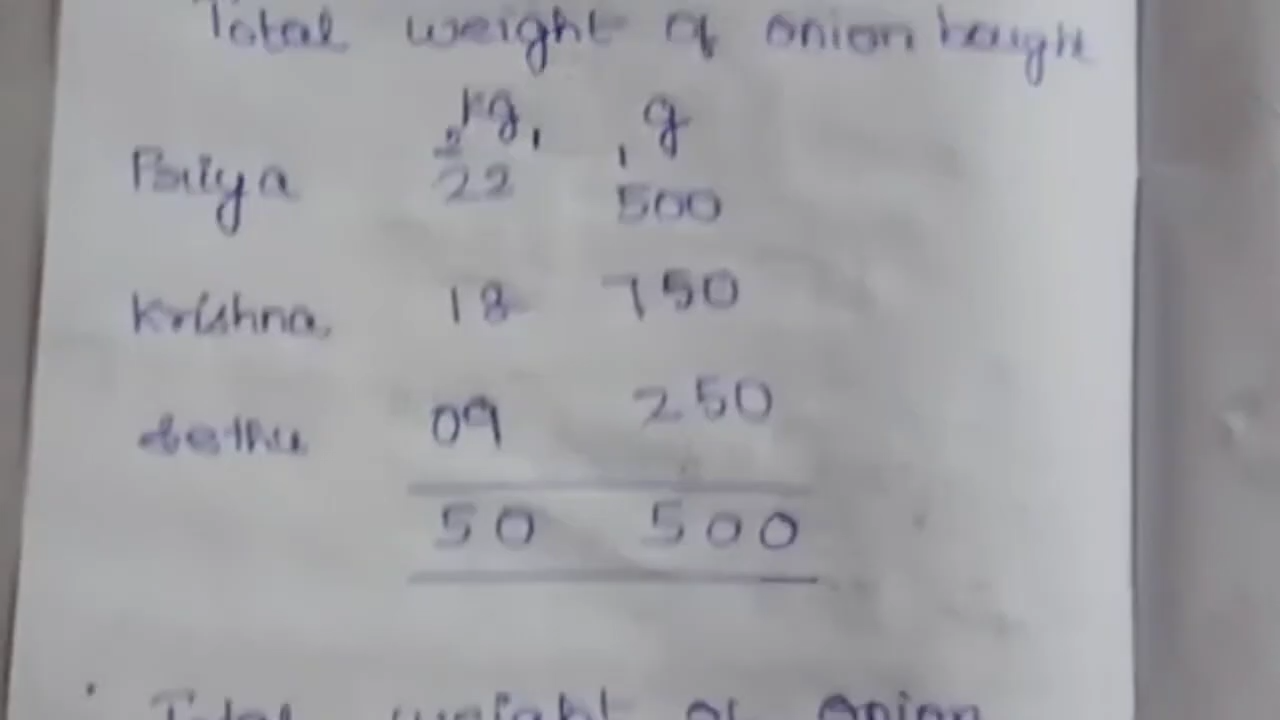 Total weight of onion bought
kg, g
2 1
Priya 22 500
Krishna, 18 750
Sethu 09 250
50 500
Total weight of onion